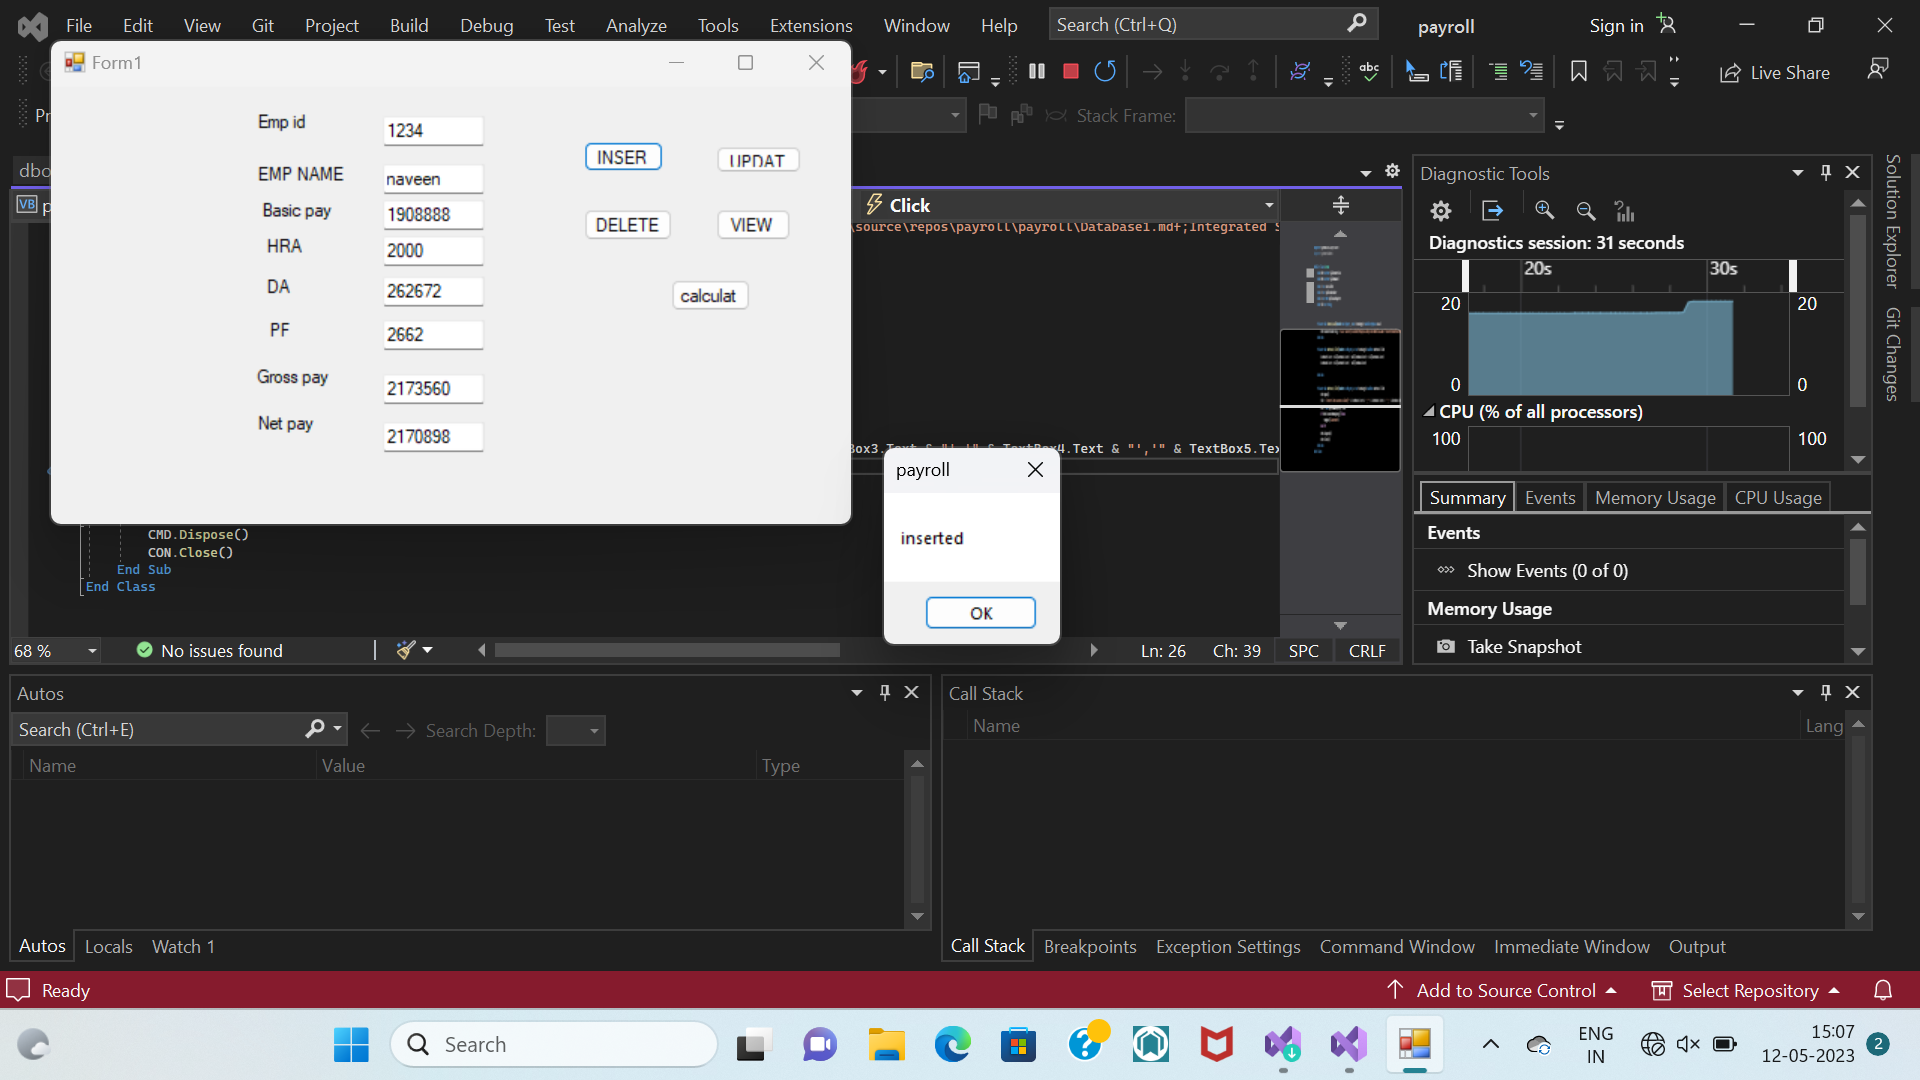 File Edit View Git Project Build Debug Test Analyze Tools Extensions Window Help Search (Ctrl+Q) payroll Sign in
Form1
Live Share
Stack Frame:
Emp id 1234
EMP NAME naveen
Basic pay 1908888
HRA 2000
DA 262672
PF 2662
Gross pay 2173560
Net pay 2170898
INSER UPDAT
DELETE VIEW
calculat
dbo
VB
Click
\source\repos\payroll\payroll\Database1.mdf;Integrated S
Box3.Text & "','" & TextBox4.Text & "','" & TextBox5.Tex
CMD.Dispose()
CON.Close()
End Sub
End Class
payroll
inserted
OK
68 % No issues found Ln: 26 Ch: 39 SPC CRLF
Diagnostic Tools
Diagnostics session: 31 seconds
20s 30s
20 20
0 0
CPU (% of all processors)
100 100
Summary Events Memory Usage CPU Usage
Events
Show Events (0 of 0)
Memory Usage
Take Snapshot
Solution Explorer
Git Changes
Autos
Search (Ctrl+E) Search Depth:
Name Value Type
Autos Locals Watch 1
Call Stack
Name Lang
Call Stack Breakpoints Exception Settings Command Window Immediate Window Output
Ready Add to Source Control Select Repository
Search
ENG
IN
15:07
12-05-2023
2